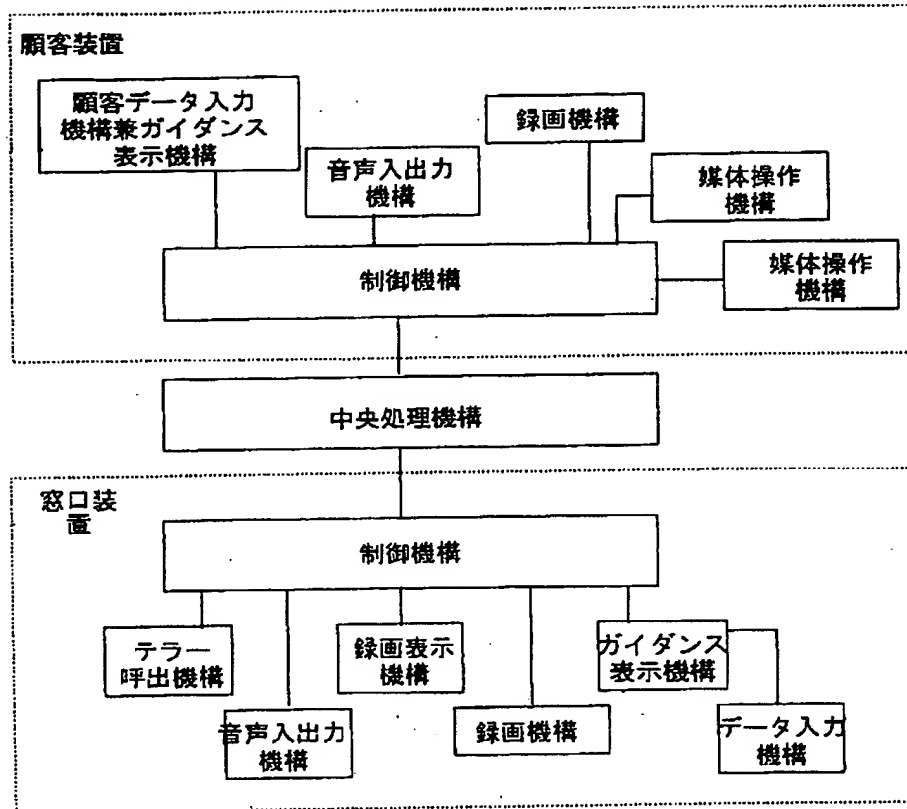 顧客装置
顧客データ入力
機構兼ガイダンス
表示機構
録画機構
音声入出力
機構
媒体操作
機構
媒体操作
機構
制御機構
中央処理機構
窓口装
置
制御機構
テラー
呼出機構
録画表示
機構
ガイダンス
表示機構
音声入出力
機構
録画機構
データ入力
機構